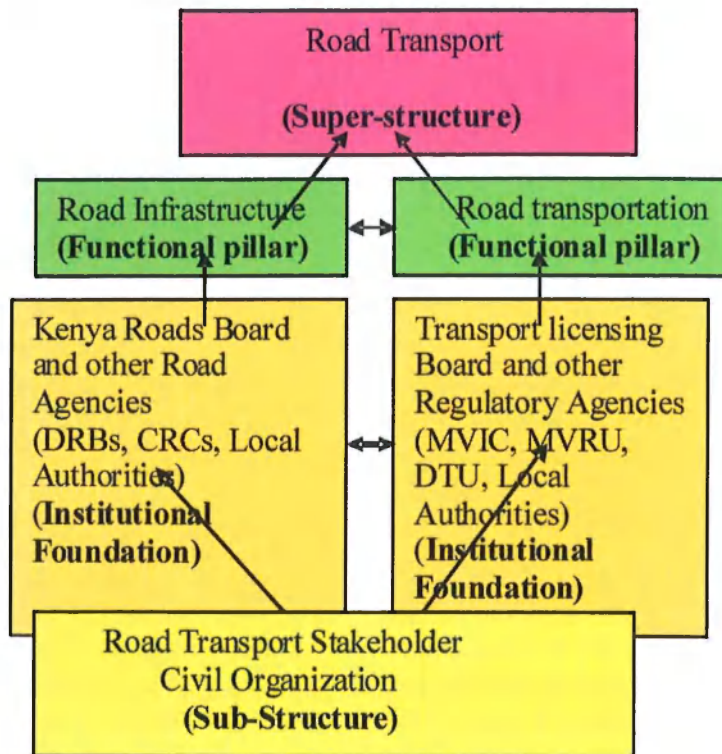 Road Transport
(Super-structure)
Road Infrastructure
(Functional pillar)
Road transportation
(Functional pillar)
Kenya Roads Board
and other Road
Agencies
(DRBs, CRCs, Local
Authorities)
(Institutional
Foundation)
Transport licensing
Board and other
Regulatory Agencies
(MVIC, MVRU,
DTU, Local
Authorities)
(Institutional
Foundation)
Road Transport Stakeholder
Civil Organization
(Sub-Structure)